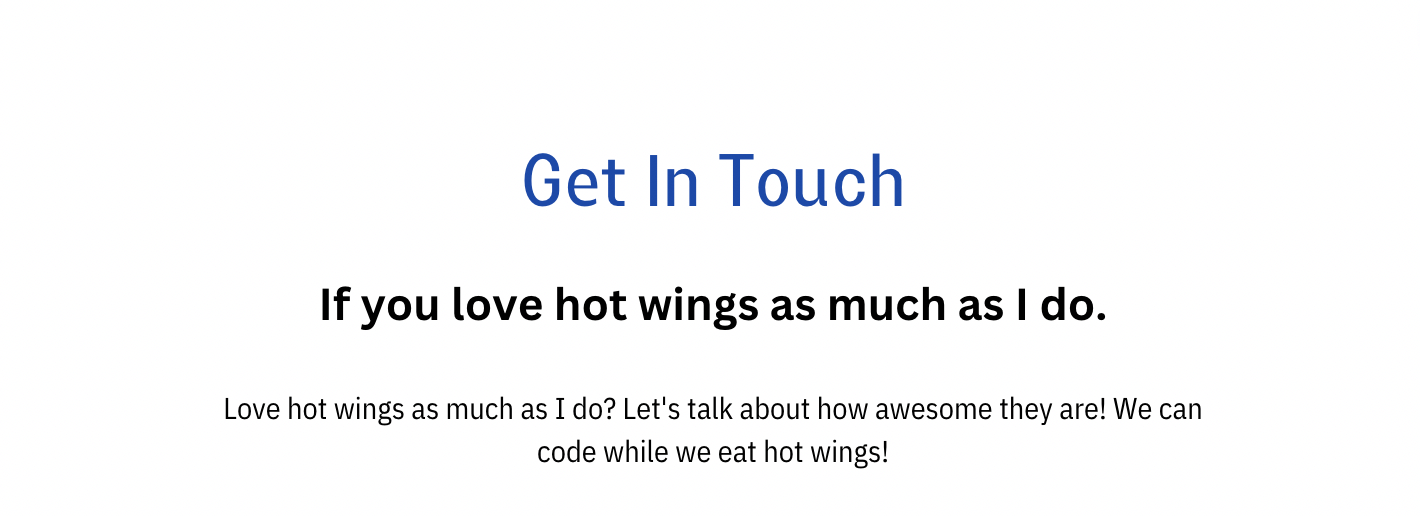 Get In Touch
If you love hot wings as much as I do.
Love hot wings as much as I do? Let's talk about how awesome they are! We can
code while we eat hot wings!